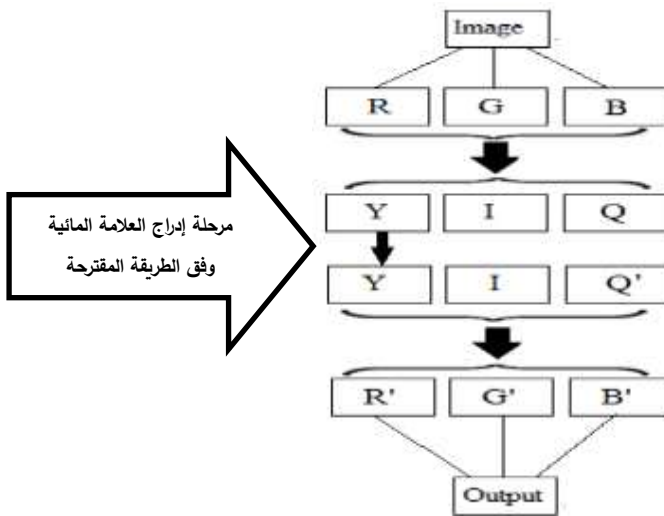 Image
R G B
Y I Q
مرحلة إدراج العلامة المائية
وفق الطريقة المقترحة
Y I Q'
R' G' B'
Output